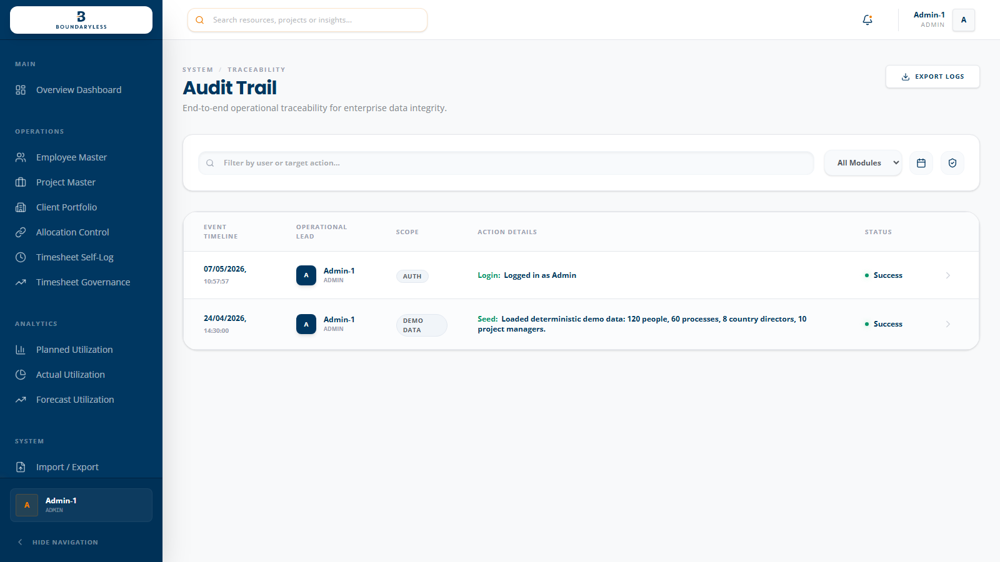 BOUNDARYLESS
MAIN
Overview Dashboard
OPERATIONS
Employee Master
Project Master
Client Portfolio
Allocation Control
Timesheet Self-Log
Timesheet Governance
ANALYTICS
Planned Utilization
Actual Utilization
Forecast Utilization
SYSTEM
Import / Export
A
Admin-1
ADMIN
HIDE NAVIGATION
Search resources, projects or insights...
Admin-1
ADMIN
A
SYSTEM / TRACEABILITY
Audit Trail
End-to-end operational traceability for enterprise data integrity.
EXPORT LOGS
Filter by user or target action...
All Modules
EVENT
TIMELINE
OPERATIONAL
LEAD
SCOPE
ACTION DETAILS
STATUS
07/05/2026,
10:57:57
A
Admin-1
ADMIN
AUTH
Login: Logged in as Admin
Success
24/04/2026,
14:30:00
A
Admin-1
ADMIN
DEMO
DATA
Seed: Loaded deterministic demo data: 120 people, 60 processes, 8 country directors, 10
project managers.
Success